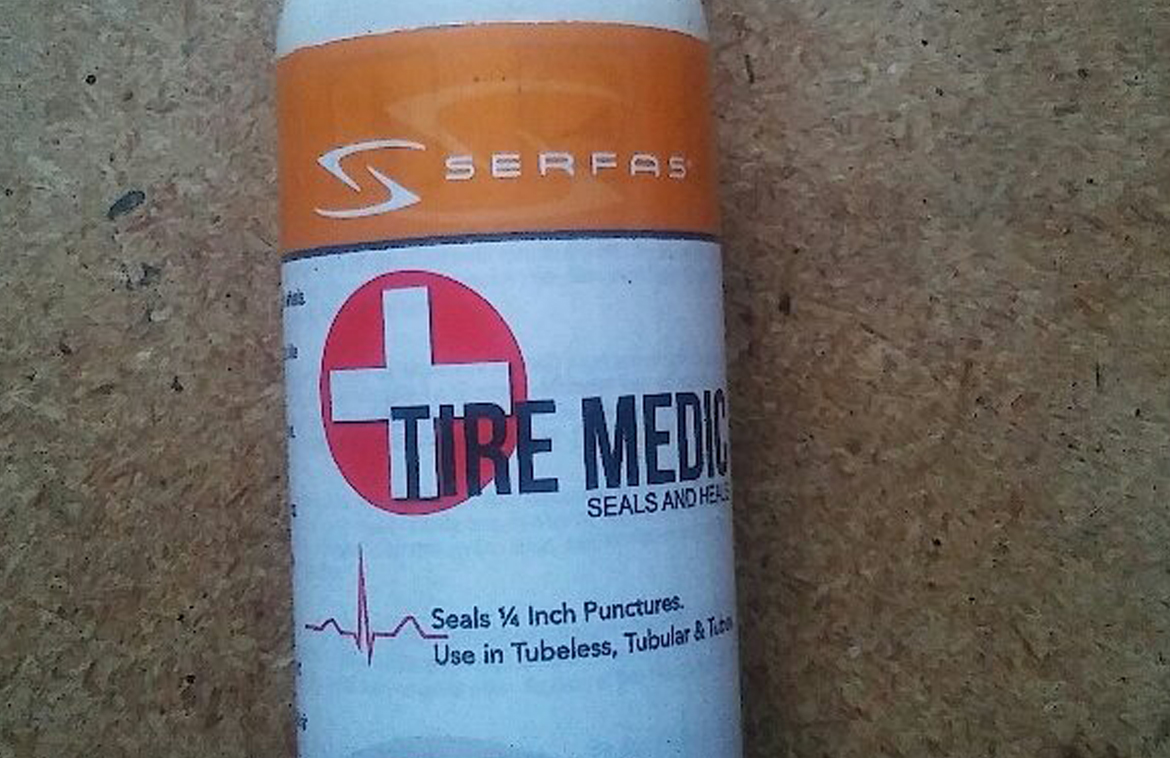 SERFAS
TIRE MEDIC
SEALS AND HEALS
Seals ¼ Inch Punctures.
Use in Tubeless, Tubular &